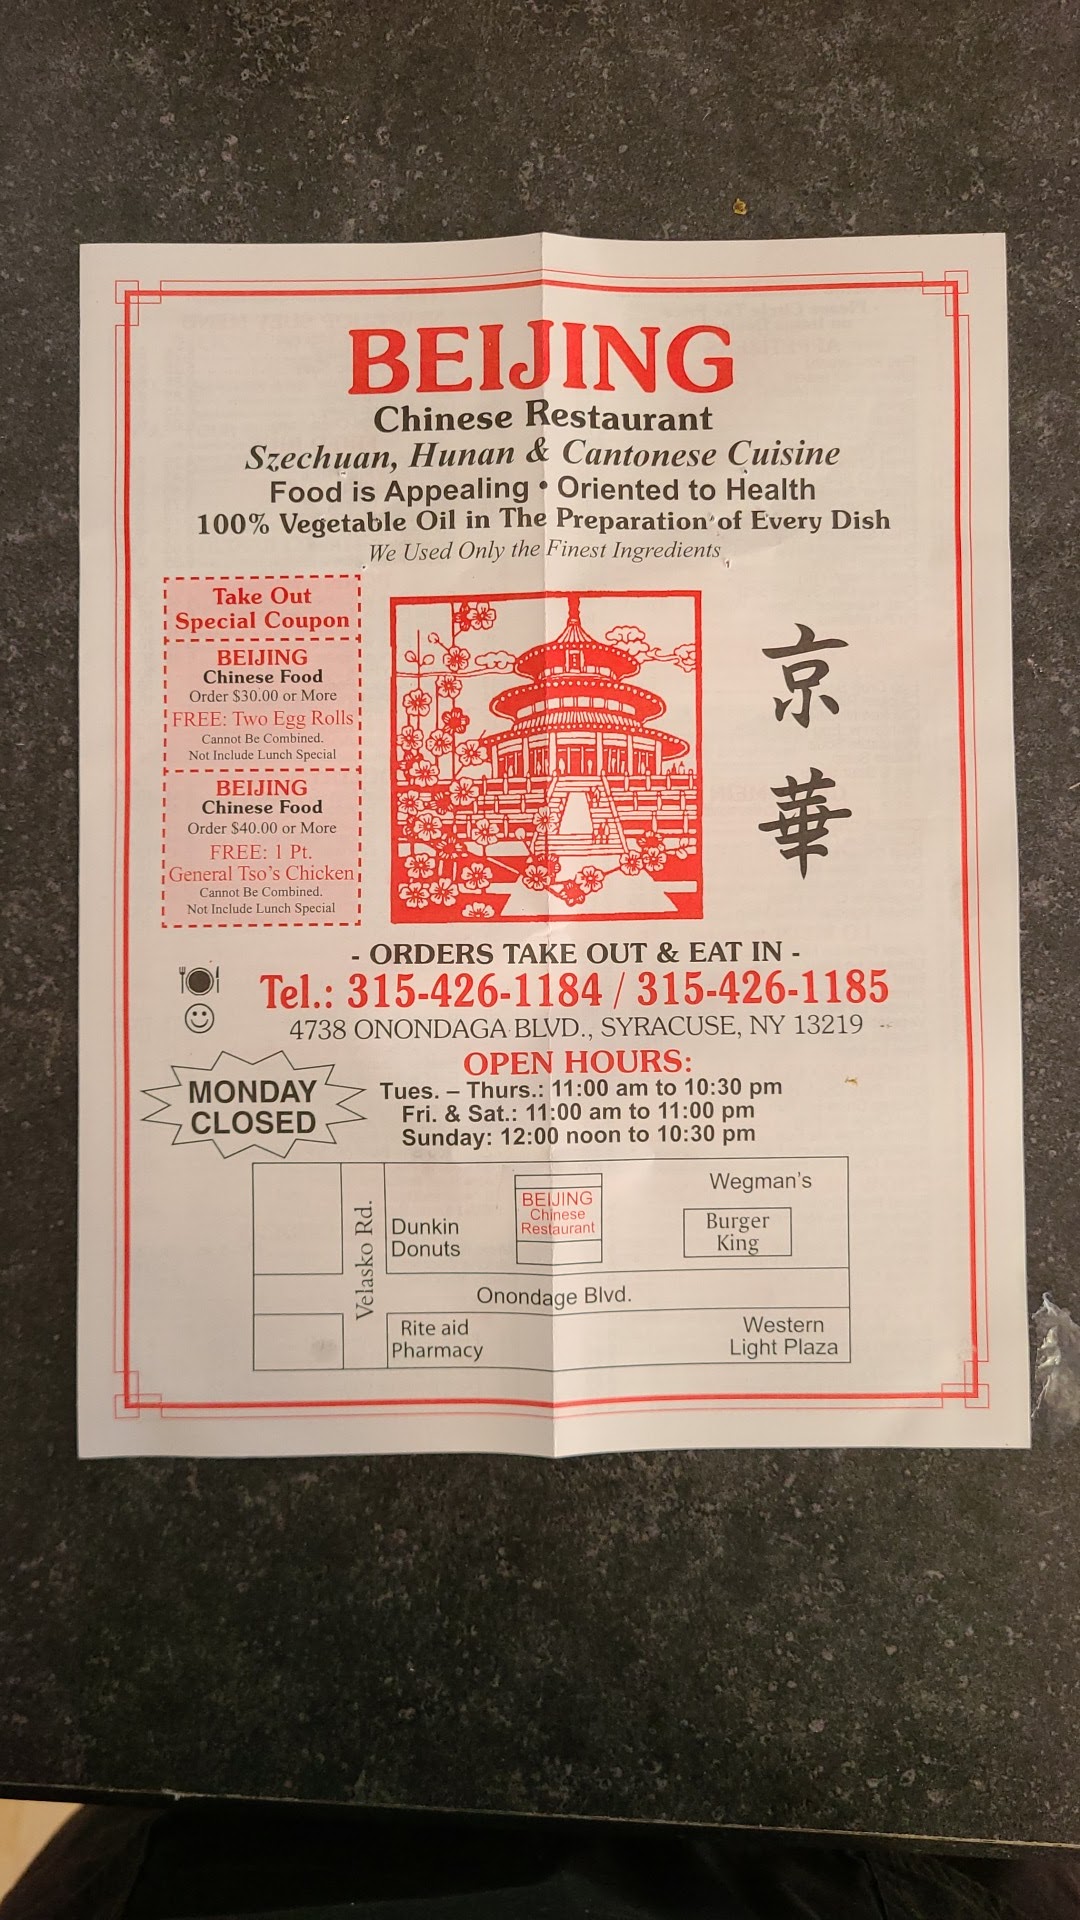 BEIJING
Chinese Restaurant
Szechuan, Hunan & Cantonese Cuisine
Food is Appealing • Oriented to Health
100% Vegetable Oil in The Preparation of Every Dish
We Used Only the Finest Ingredients
Take Out
Special Coupon
BEIJING
Chinese Food
Order $30.00 or More
FREE: Two Egg Rolls
Cannot Be Combined.
Not Include Lunch Special
BEIJING
Chinese Food
Order $40.00 or More
FREE: 1 Pt.
General Tso's Chicken
Cannot Be Combined.
Not Include Lunch Special
京
華
- ORDERS TAKE OUT & EAT IN -
Tel.: 315-426-1184 / 315-426-1185
4738 ONONDAGA BLVD., SYRACUSE, NY 13219
MONDAY
CLOSED
OPEN HOURS:
Tues. – Thurs.: 11:00 am to 10:30 pm
Fri. & Sat.: 11:00 am to 11:00 pm
Sunday: 12:00 noon to 10:30 pm
Velasko Rd.
Dunkin
Donuts
BEIJING
Chinese
Restaurant
Wegman's
Burger
King
Onondage Blvd.
Rite aid
Pharmacy
Western
Light Plaza